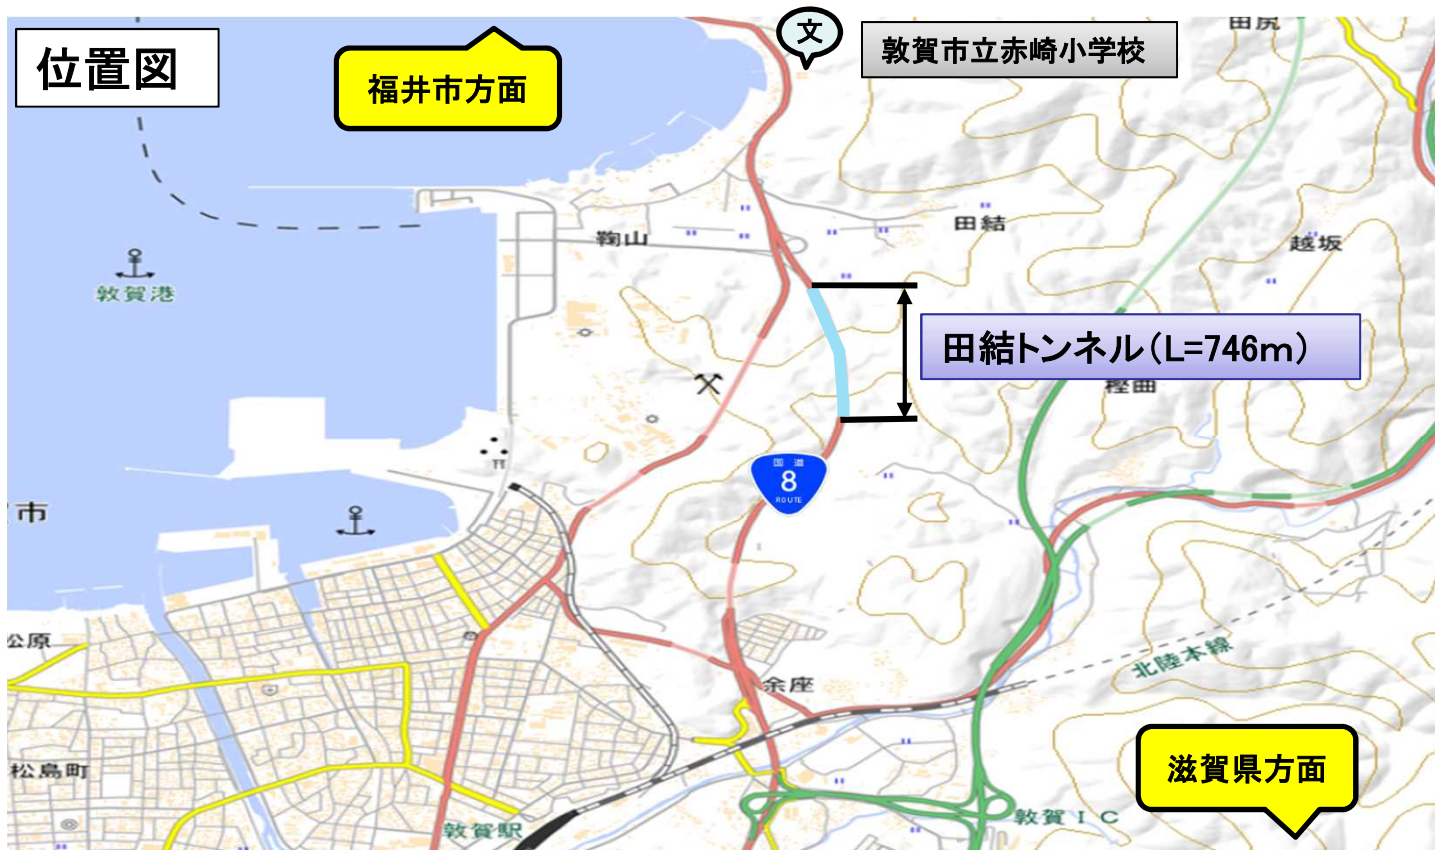 位置図
福井市方面
文
敦賀市立赤崎小学校
田尻
鞠山
田結
越坂
敦賀港
田結トンネル(L=746m)
樫曲
国道
8
ROUTE
市
松原
北陸本線
余座
滋賀県方面
松島町
敦賀駅
敦賀IC